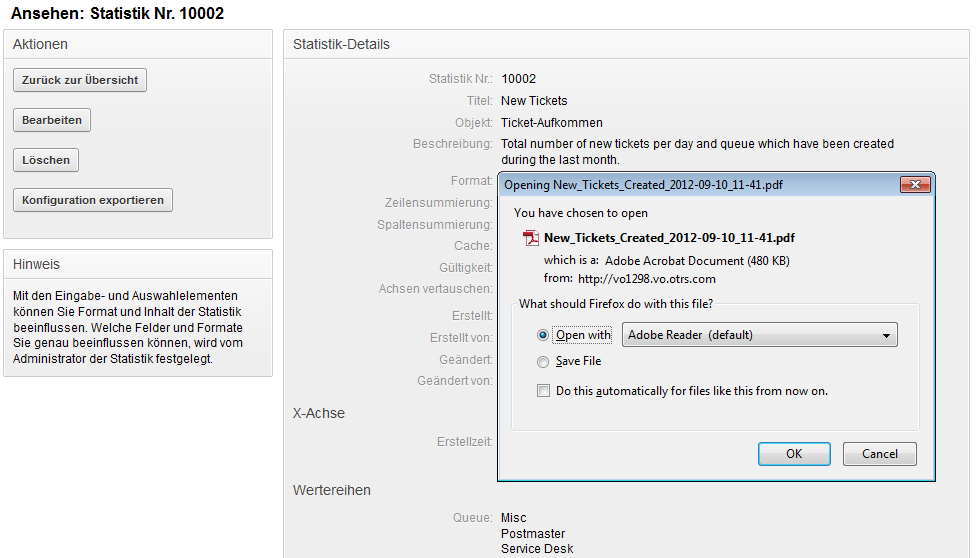 Ansehen: Statistik Nr. 10002
Aktionen
Zurück zur Übersicht
Bearbeiten
Löschen
Konfiguration exportieren
Hinweis
Mit den Eingabe- und Auswahlelementen
können Sie Format und Inhalt der Statistik
beeinflussen. Welche Felder und Formate
Sie genau beeinflussen können, wird vom
Administrator der Statistik festgelegt.
Statistik-Details
Statistik Nr.: 10002
Titel: New Tickets
Objekt: Ticket-Aufkommen
Beschreibung: Total number of new tickets per day and queue which have been created
during the last month.
Format:
Zeilensummierung:
Spaltensummierung:
Cache:
Gültigkeit:
Achsen vertauschen:
Erstellt:
Erstellt von:
Geändert:
Geändert von:
X-Achse
Erstellzeit:
Wertereihen
Queue: Misc
Postmaster
Service Desk
Opening New_Tickets_Created_2012-09-10_11-41.pdf
You have chosen to open
New_Tickets_Created_2012-09-10_11-41.pdf
which is a: Adobe Acrobat Document (480 KB)
from: http://vo1298.vo.otrs.com
What should Firefox do with this file?
Open with Adobe Reader (default)
Save File
Do this automatically for files like this from now on.
OK Cancel